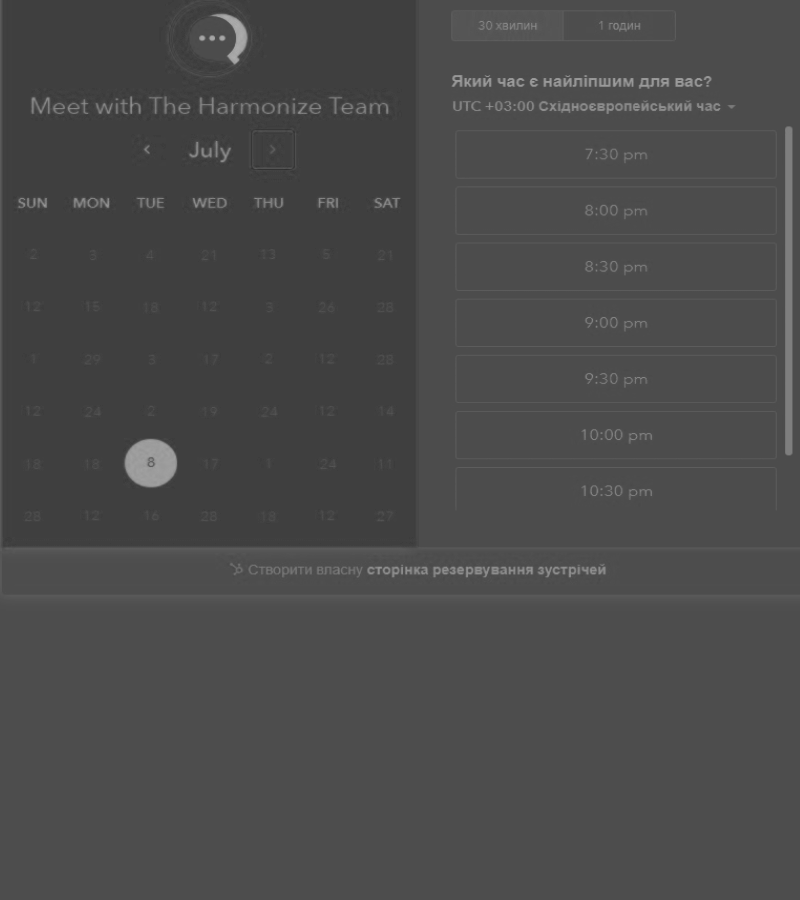 Meet with The Harmonize Team
July
SUN MON TUE WED THU FRI SAT
2 3 4 21 13 5 21
12 15 18 12 3 26 28
1 29 3 17 2 12 28
12 24 2 19 24 12 14
18 18 8 17 1 24 11
28 12 16 28 18 12 27
30 хвилин 1 годин
Який час є найліпшим для вас?
UTC +03:00 Східноєвропейський час
7:30 pm
8:00 pm
8:30 pm
9:00 pm
9:30 pm
10:00 pm
10:30 pm
Створити власну сторінка резервування зустрічей